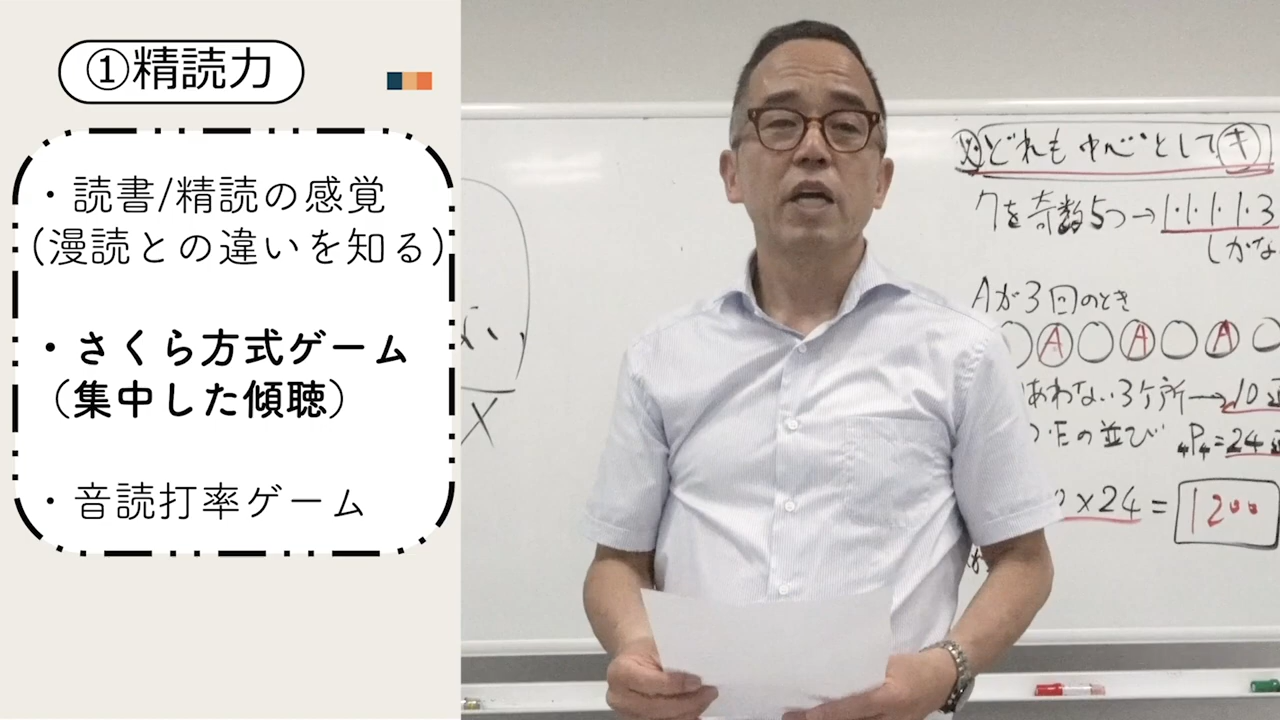 ①精読力
・読書/精読の感覚
(漫読との違いを知る)
・さくら方式ゲーム
(集中した傾聴)
・音読打率ゲーム
どれも中心として㋖
7を奇数5つ→1・1・1・1・3
しかな
Aが3回のとき
A A A
あわない3ヶ所→10
Eの並び ₄P₄=24
×24=1200
X